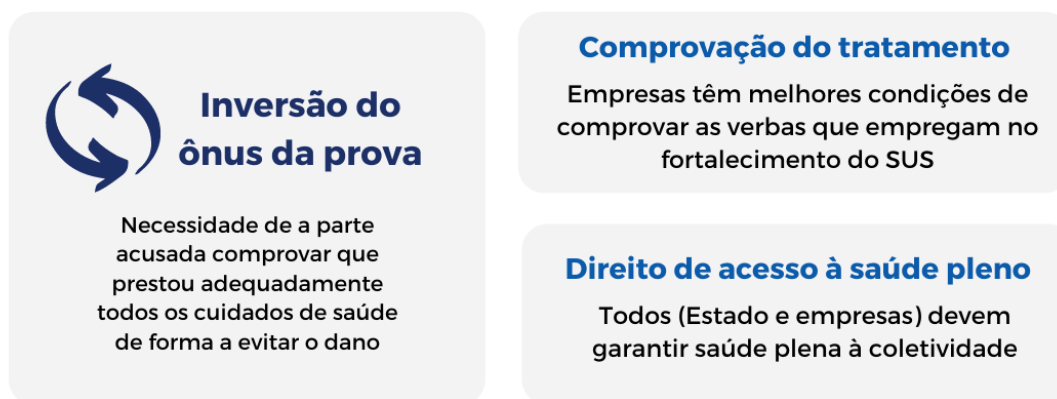 Inversão do
ônus da prova
Necessidade de a parte
acusada comprovar que
prestou adequadamente
todos os cuidados de saúde
de forma a evitar o dano
Comprovação do tratamento
Empresas têm melhores condições de
comprovar as verbas que empregam no
fortalecimento do SUS
Direito de acesso à saúde pleno
Todos (Estado e empresas) devem
garantir saúde plena à coletividade